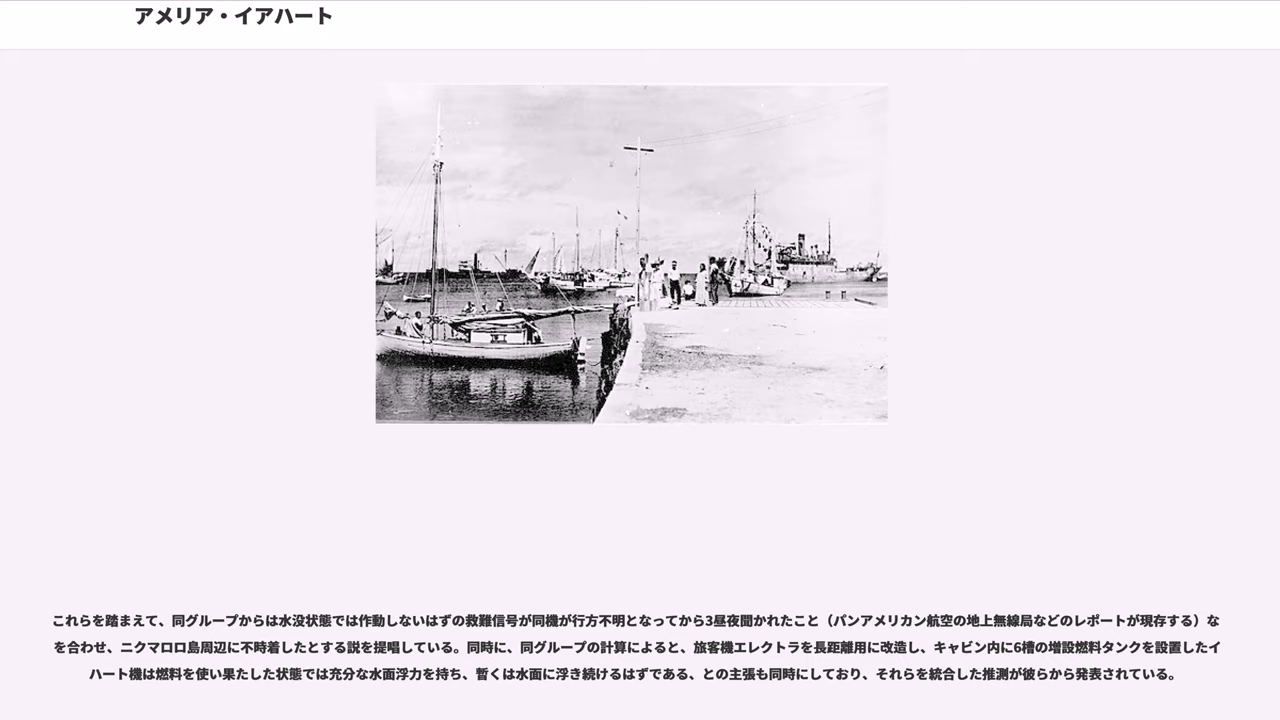 アメリア・イアハート
これらを踏まえて、同グループからは水没状態では作動しないはずの救難信号が同機が行方不明となってから3昼夜聞かれたこと（パンアメリカン航空の地上無線局などのレポートが現存する）な
を合わせ、ニクマロロ島周辺に不時着したとする説を提唱している。同時に、同グループの計算によると、旅客機エレクトラを長距離用に改造し、キャビン内に6槽の増設燃料タンクを設置したイ
ハート機は燃料を使い果たした状態では充分な水面浮力を持ち、暫くは水面に浮き続けるはずである、との主張も同時にしており、それらを統合した推測が彼らから発表されている。